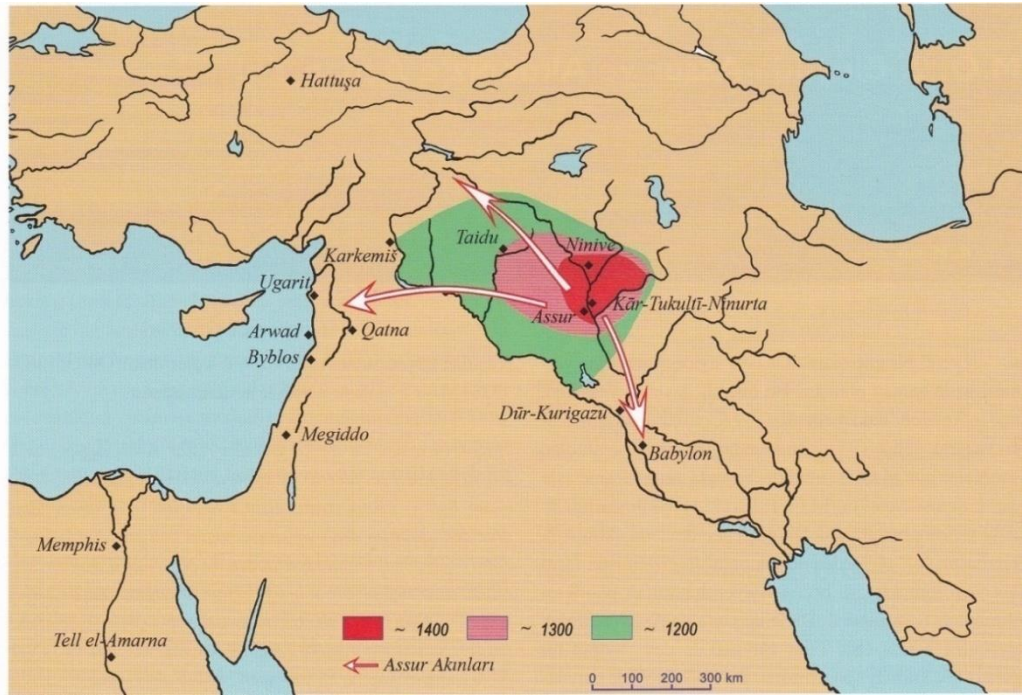 Hattuşa
Karkemiš
Taidu
Ninive
Ugarit
Assur
Kār-Tukultī-Ninurta
Arwad
Qatna
Byblos
Dūr-Kurigazu
Megiddo
Babylon
Memphis
Tell el-Amarna
~ 1400
~ 1300
~ 1200
Assur Akınları
0 100 200 300 km